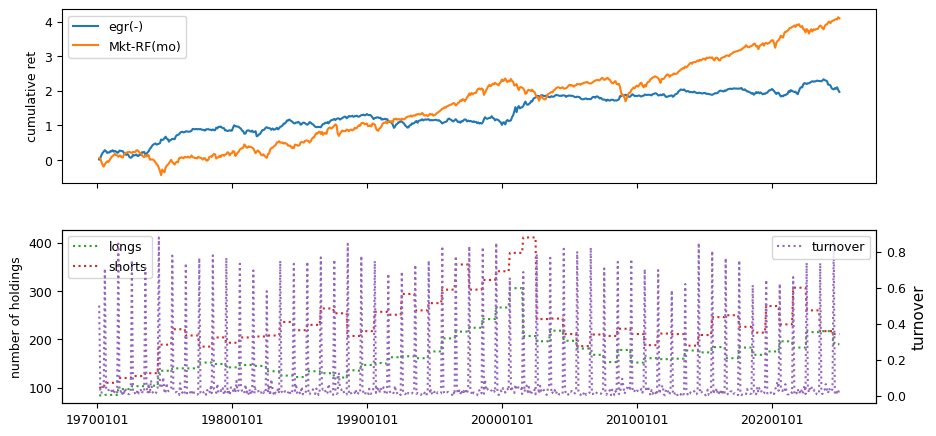 cumulative ret
4
3
2
1
0
egr(-)
Mkt-RF(mo)
number of holdings
400
300
200
100
longs
shorts
turnover
0.8
0.6
0.4
0.2
0.0
turnover
19700101 19800101 19900101 20000101 20100101 20200101